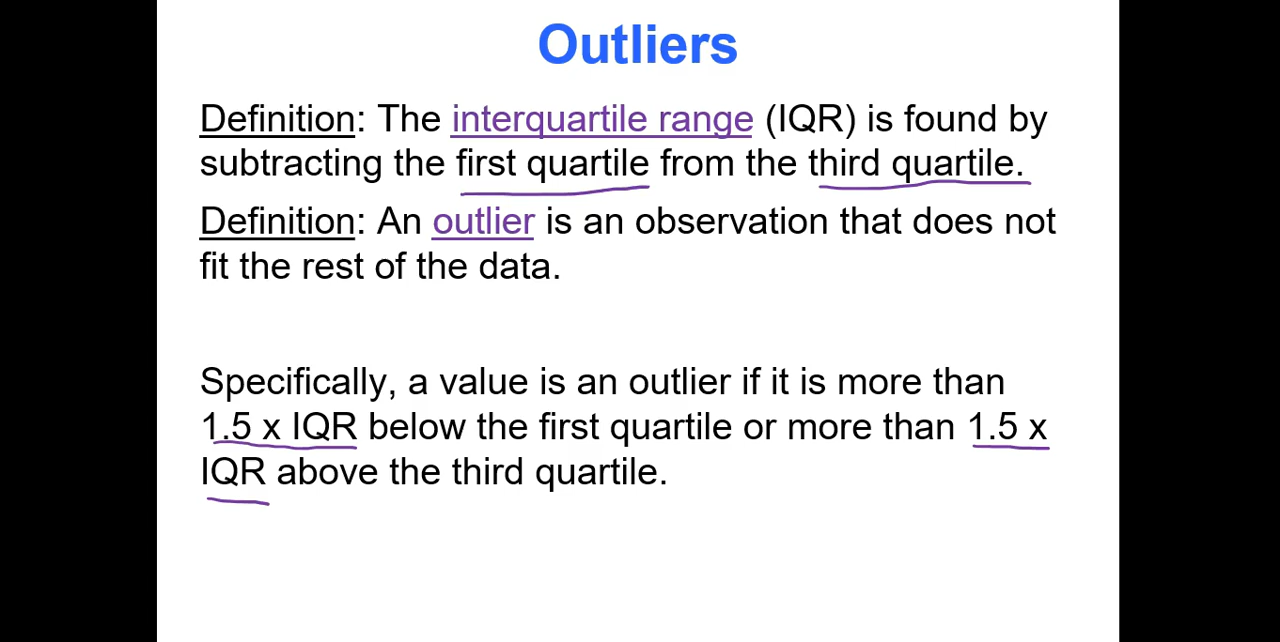 Outliers
Definition: The interquartile range (IQR) is found by
subtracting the first quartile from the third quartile.
Definition: An outlier is an observation that does not
fit the rest of the data.
Specifically, a value is an outlier if it is more than
1.5 x IQR below the first quartile or more than 1.5 x
IQR above the third quartile.